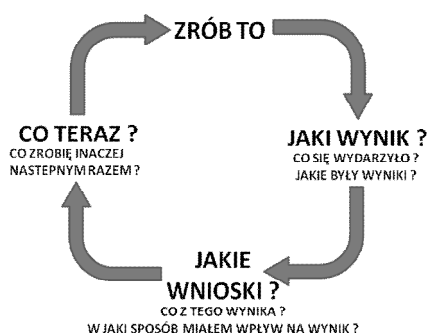 ZRÓB TO
JAKI WYNIK ?
CO SIĘ WYDARZYŁO ?
JAKIE BYŁY WYNIKI ?
JAKIE
WNIOSKI ?
CO Z TEGO WYNIKA ?
W JAKI SPOSÓB MIAŁEM WPŁYW NA WYNIK ?
CO TERAZ ?
CO ZROBIĘ INACZEJ
NASTEPNYM RAZEM ?